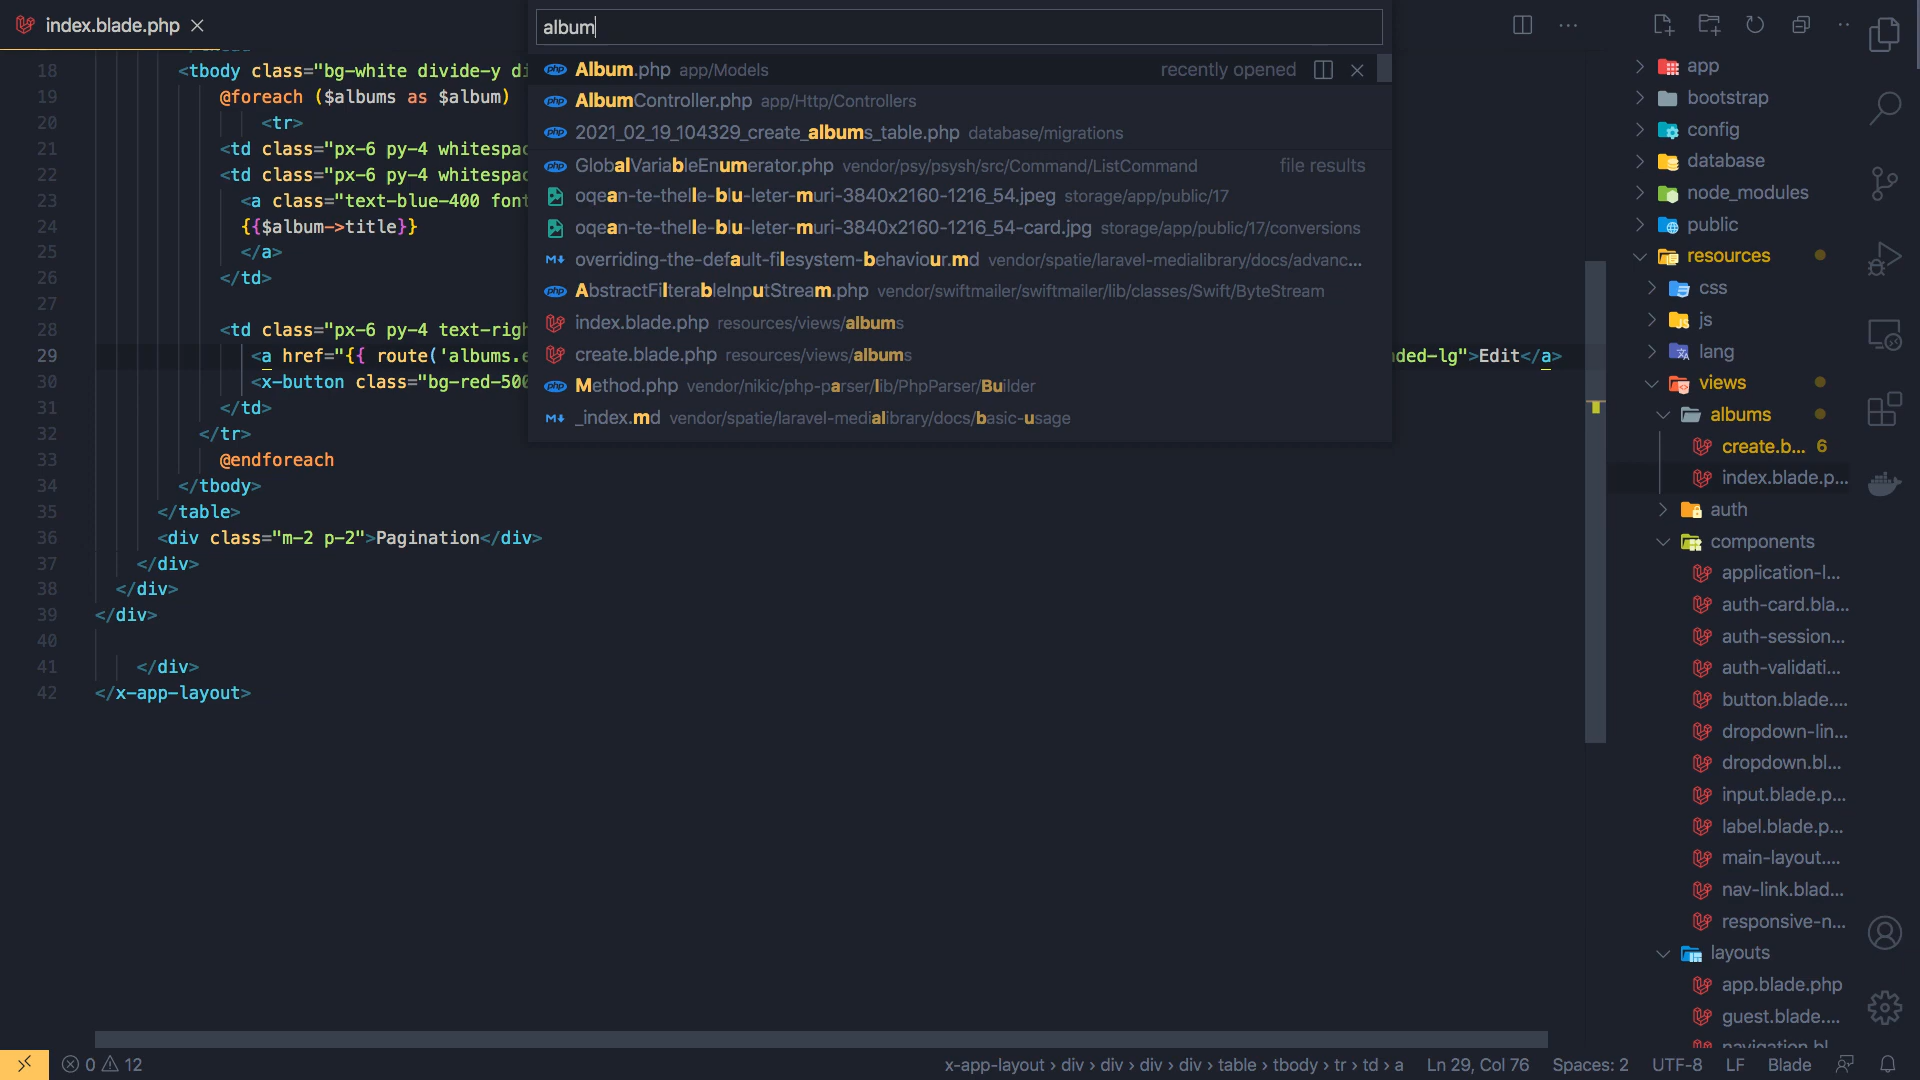 index.blade.php
album
18 <tbody class="bg-white divide-y di
19 @foreach ($albums as $album)
20 <tr>
21 <td class="px-6 py-4 whitespac
22 <td class="px-6 py-4 whitespac
23 <a class="text-blue-400 font
24 {{$album->title}}
25 </a>
26 </td>
27
28 <td class="px-6 py-4 text-righ
29 <a href="{{ route('albums.e
ded-lg">Edit</a>
30 <x-button class="bg-red-500
31 </td>
32 </tr>
33 @endforeach
34 </tbody>
35 </table>
36 <div class="m-2 p-2">Pagination</div>
37 </div>
38 </div>
39 </div>
40
41 </div>
42 </x-app-layout>
Album.php app/Models recently opened
AlbumController.php app/Http/Controllers
2021_02_19_104329_create_albums_table.php database/migrations
GlobalVariableEnumerator.php vendor/psy/psysh/src/Command/ListCommand file results
oqean-te-thelle-blu-leter-muri-3840x2160-1216_54.jpeg storage/app/public/17
oqean-te-thelle-blu-leter-muri-3840x2160-1216_54-card.jpg storage/app/public/17/conversions
overriding-the-default-filesystem-behaviour.md vendor/spatie/laravel-medialibrary/docs/advanc...
AbstractFilterableInputStream.php vendor/swiftmailer/swiftmailer/lib/classes/Swift/ByteStream
index.blade.php resources/views/albums
create.blade.php resources/views/albums
Method.php vendor/nikic/php-parser/lib/PhpParser/Builder
_index.md vendor/spatie/laravel-medialibrary/docs/basic-usage
app
bootstrap
config
database
node_modules
public
resources
css
js
lang
views
albums
create.b... 6
index.blade.p...
auth
components
application-l...
auth-card.bla...
auth-session...
auth-validati...
button.blade....
dropdown-lin...
dropdown.bl...
input.blade.p...
label.blade.p...
main-layout....
nav-link.blad...
responsive-n...
layouts
app.blade.php
guest.blade....
navigation.bl
0 12
x-app-layout > div > div > div > div > table > tbody > tr > td > a Ln 29, Col 76 Spaces: 2 UTF-8 LF Blade